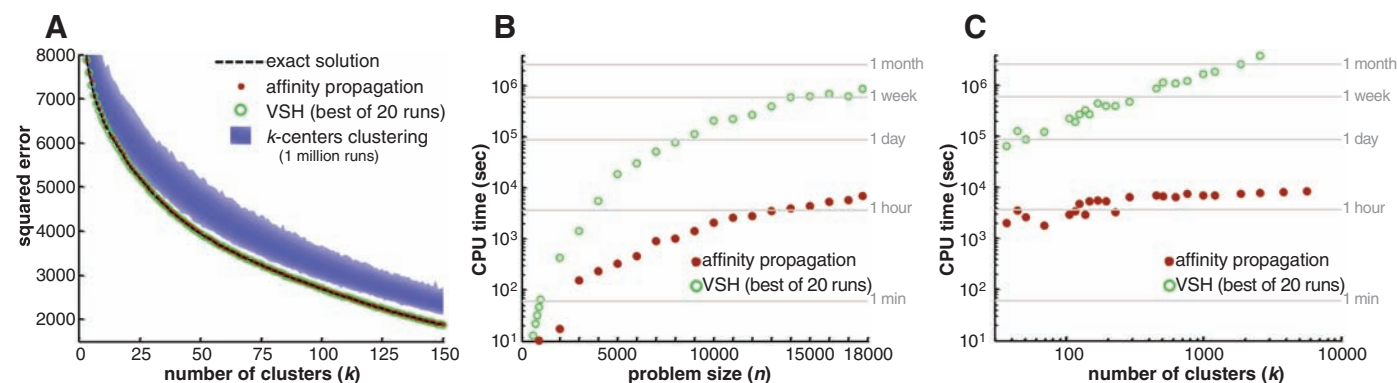 A
squared error
8000
7000
6000
5000
4000
3000
2000
0
25
50
75
100
125
150
number of clusters (k)
exact solution
affinity propagation
VSH (best of 20 runs)
k-centers clustering
(1 million runs)
B
CPU time (sec)
10^6
10^5
10^4
10^3
10^2
10^1
1 month
1 week
1 day
1 hour
1 min
affinity propagation
VSH (best of 20 runs)
0
5000
10000
15000
18000
problem size (n)
C
CPU time (sec)
10^6
10^5
10^4
10^3
10^2
10^1
1 month
1 week
1 day
1 hour
1 min
affinity propagation
VSH (best of 20 runs)
100
1000
10000
number of clusters (k)